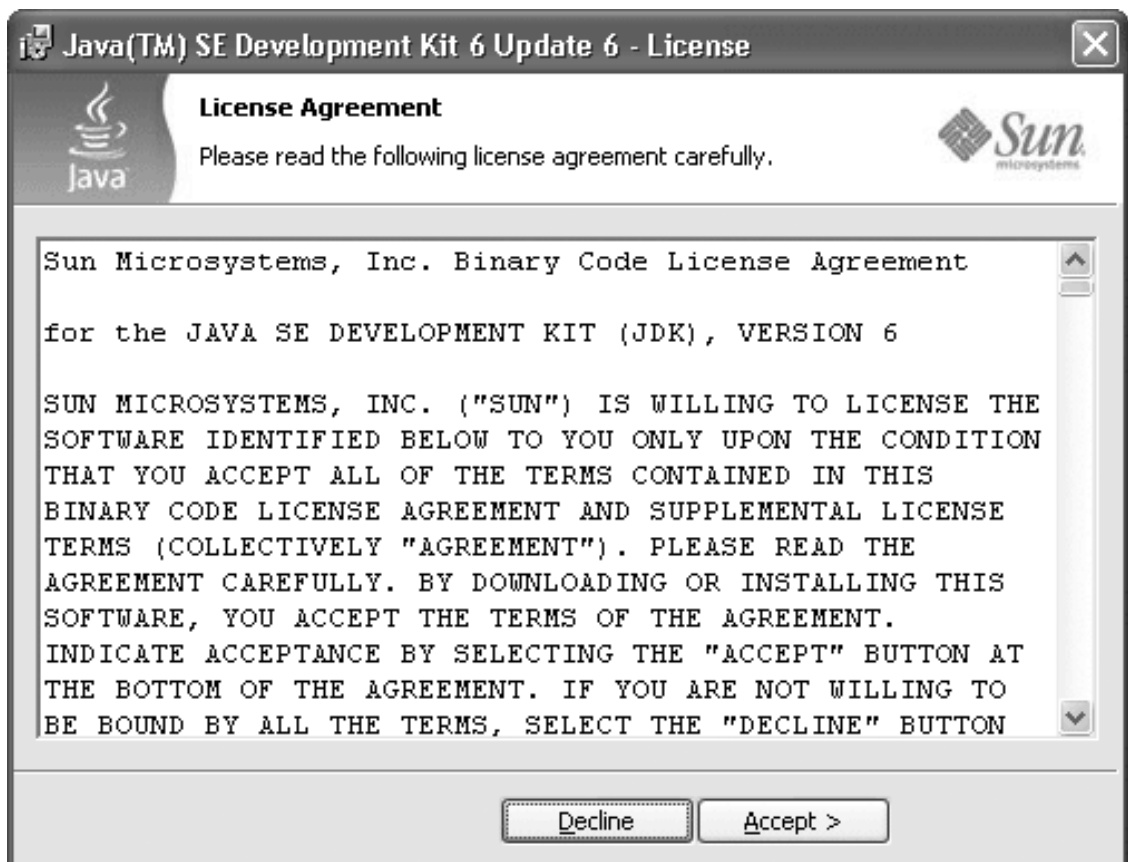 Java(TM) SE Development Kit 6 Update 6 - License
License Agreement
Please read the following license agreement carefully.
Java
Sun
microsystems
Sun Microsystems, Inc. Binary Code License Agreement
for the JAVA SE DEVELOPMENT KIT (JDK), VERSION 6
SUN MICROSYSTEMS, INC. ("SUN") IS WILLING TO LICENSE THE
SOFTWARE IDENTIFIED BELOW TO YOU ONLY UPON THE CONDITION
THAT YOU ACCEPT ALL OF THE TERMS CONTAINED IN THIS
BINARY CODE LICENSE AGREEMENT AND SUPPLEMENTAL LICENSE
TERMS (COLLECTIVELY "AGREEMENT"). PLEASE READ THE
AGREEMENT CAREFULLY. BY DOWNLOADING OR INSTALLING THIS
SOFTWARE, YOU ACCEPT THE TERMS OF THE AGREEMENT.
INDICATE ACCEPTANCE BY SELECTING THE "ACCEPT" BUTTON AT
THE BOTTOM OF THE AGREEMENT. IF YOU ARE NOT WILLING TO
BE BOUND BY ALL THE TERMS, SELECT THE "DECLINE" BUTTON
Decline
Accept >